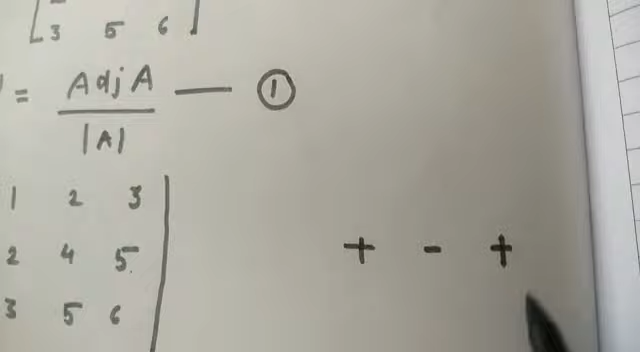 3 5 6 ]
= Adj A / |A| — ①
1 2 3 |
2 4 5 |
3 5 6 |
+ - +